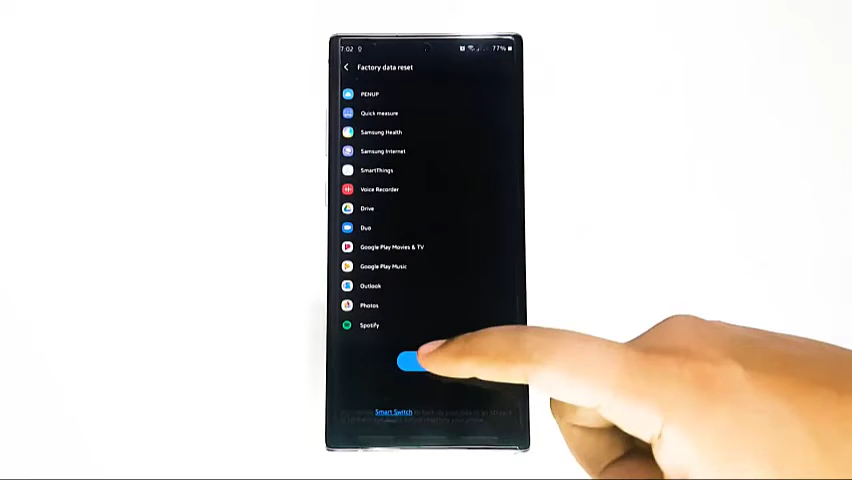 7:02
77%
Factory data reset
PENUP
Quick measure
Samsung Health
Samsung Internet
SmartThings
Voice Recorder
Drive
Duo
Google Play Movies & TV
Google Play Music
Outlook
Photos
Spotify
Smart Switch